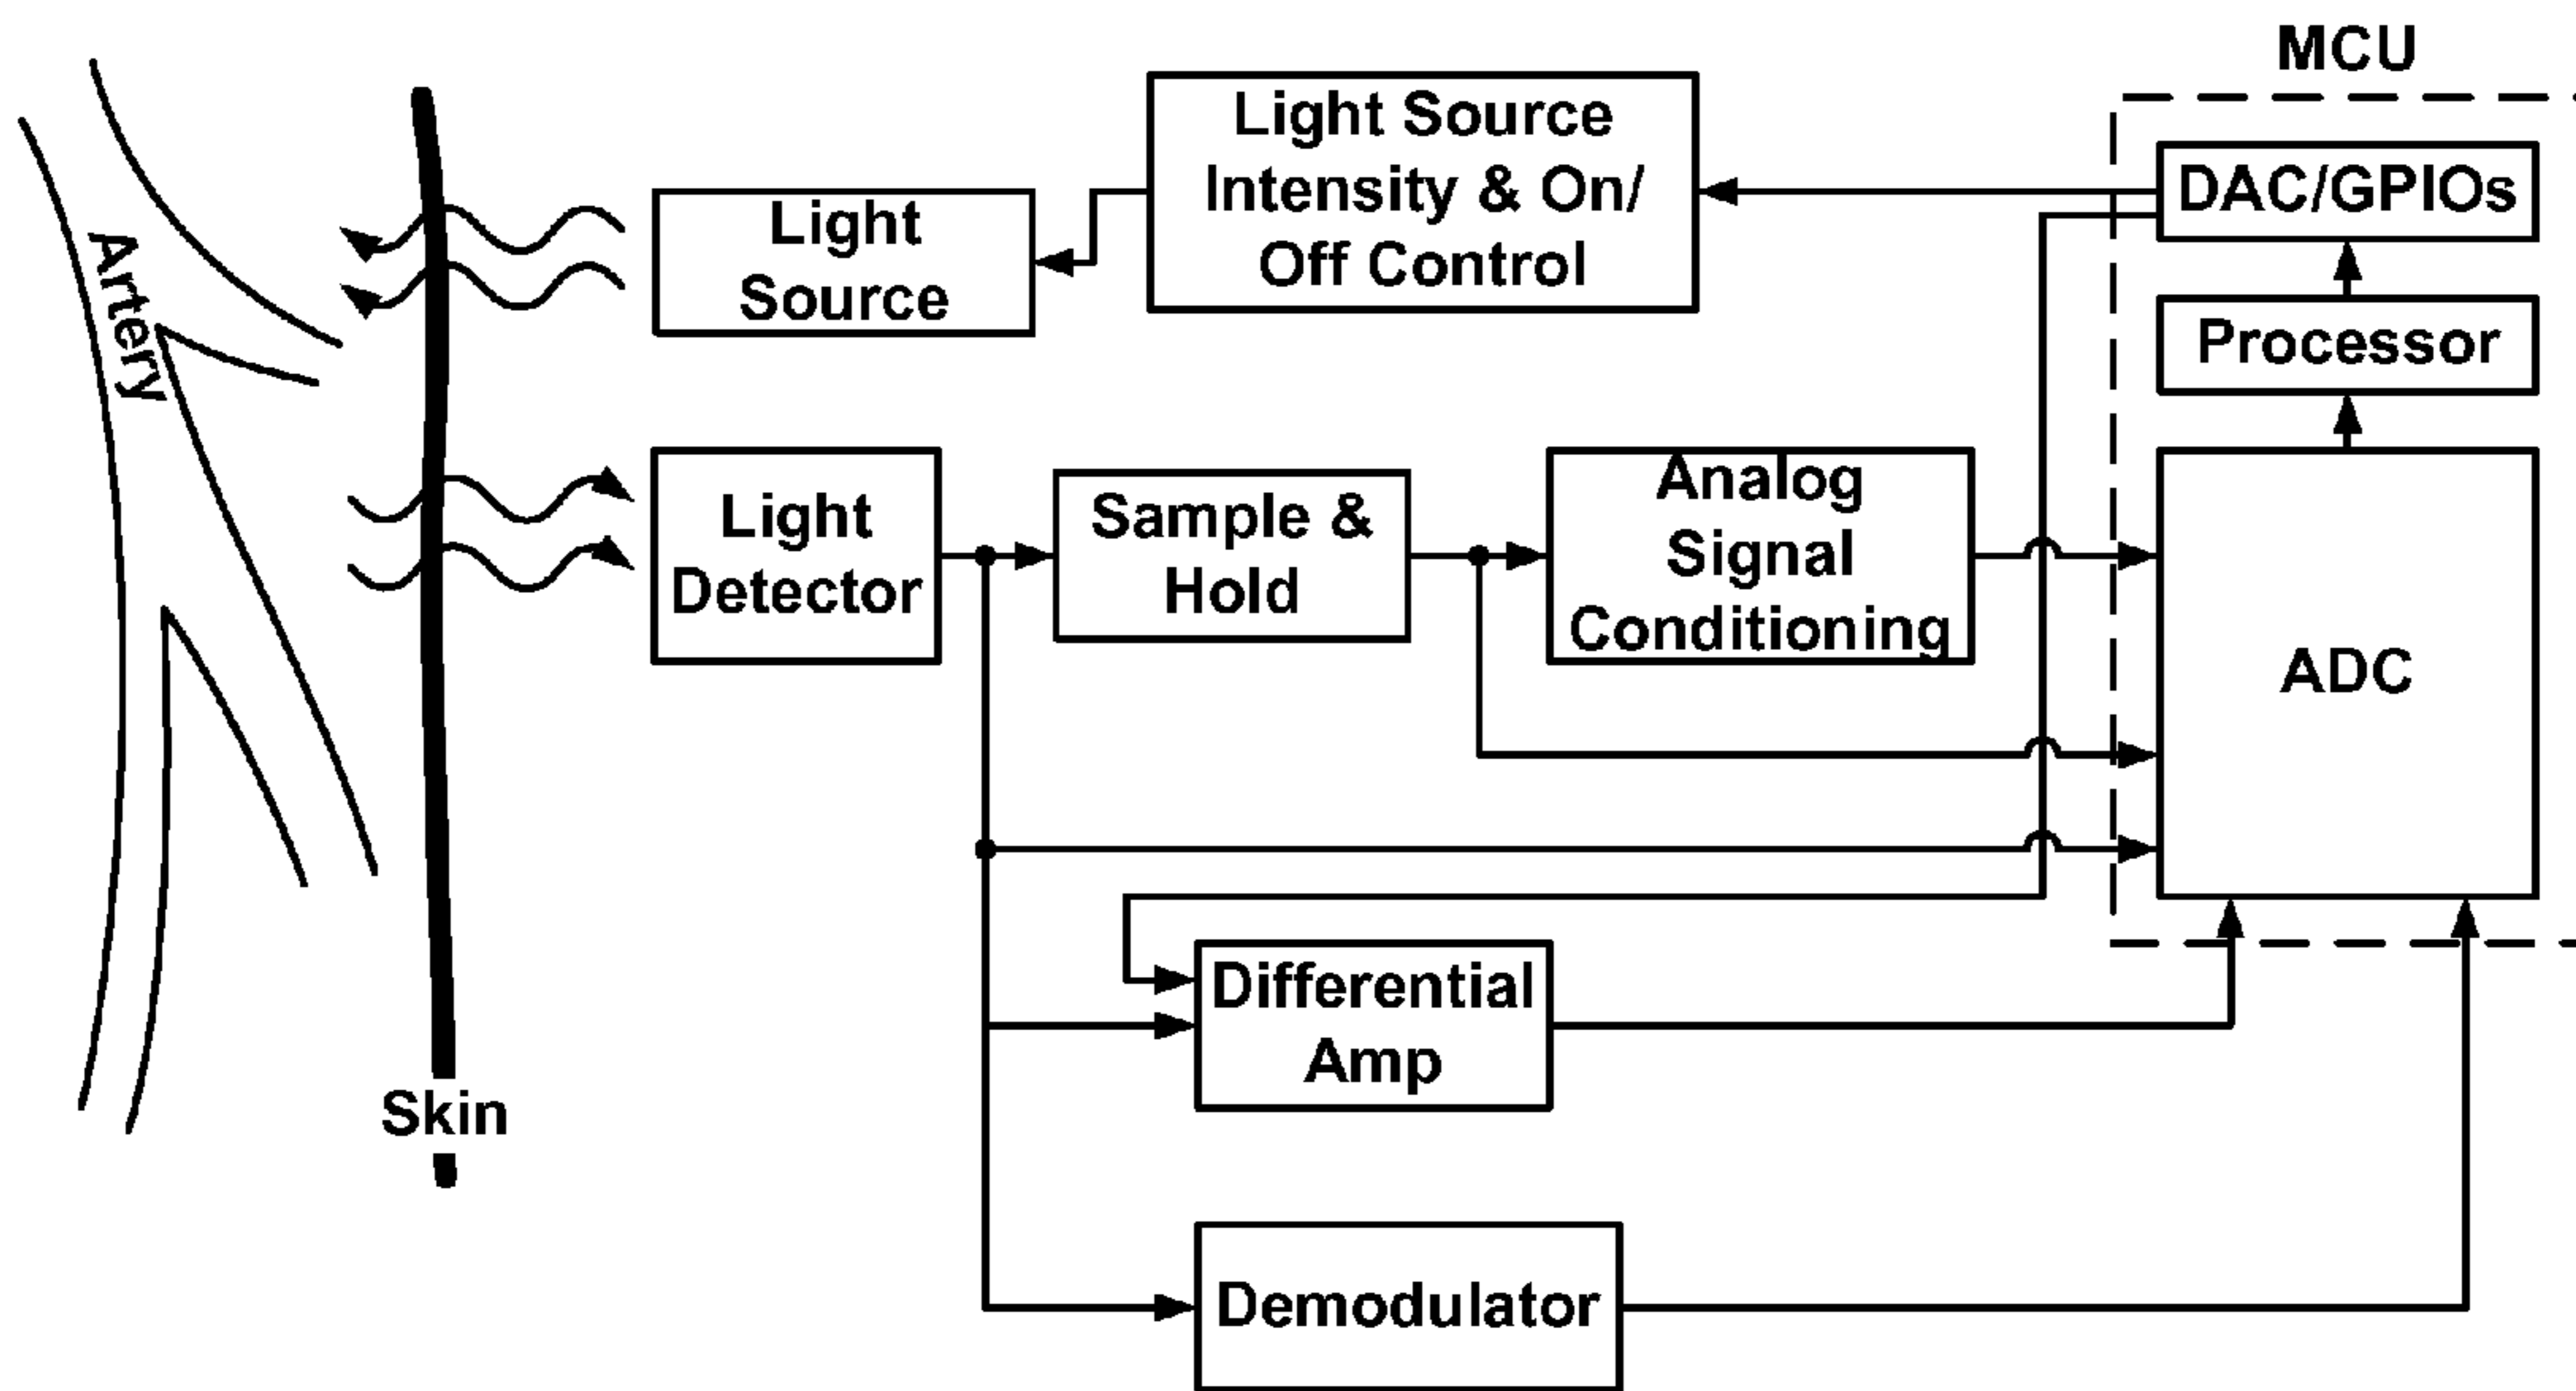 MCU
Light Source
Intensity & On/
Off Control
DAC/GPIOs
Light
Source
Artery
Processor
Light
Detector
Sample &
Hold
Analog
Signal
Conditioning
ADC
Differential
Amp
Skin
Demodulator